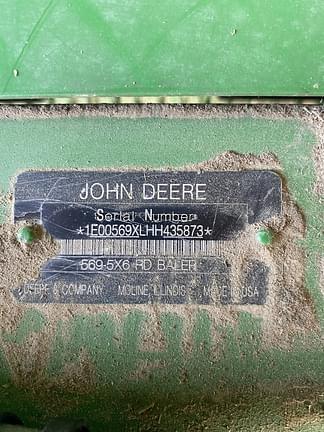 JOHN DEERE
Serial Number
*1E00569XLHH435873*
569-5X6 RD BALER
DEERE & COMPANY MOLINE ILLINOIS MADE IN USA